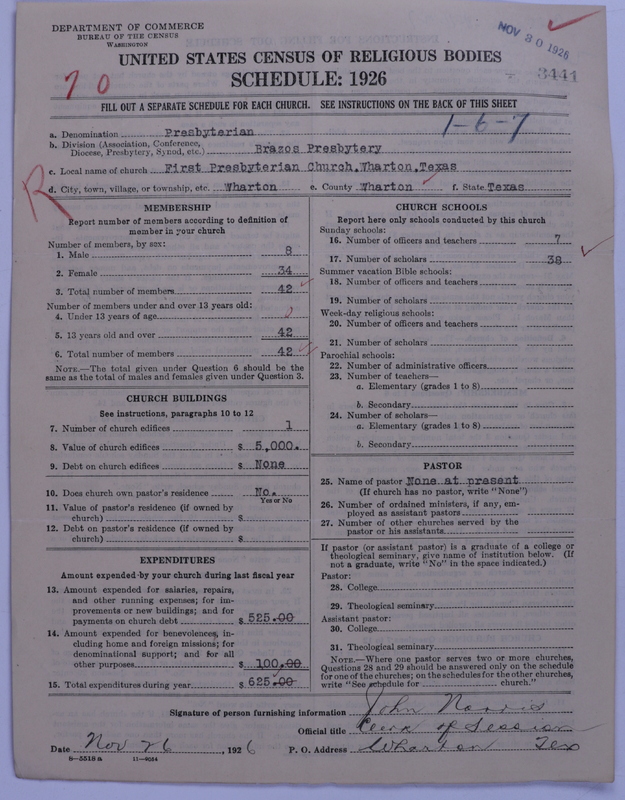 DEPARTMENT OF COMMERCE
BUREAU OF THE CENSUS
WASHINGTON
NOV 30 1926
UNITED STATES CENSUS OF RELIGIOUS BODIES
SCHEDULE: 1926
3441
70
FILL OUT A SEPARATE SCHEDULE FOR EACH CHURCH. SEE INSTRUCTIONS ON THE BACK OF THIS SHEET
1-6-7
a. Denomination Presbyterian
b. Division (Association, Conference, Diocese, Presbytery, Synod, etc.) Brazos Presbytery
c. Local name of church First Presbyterian Church, Wharton, Texas
R
d. City, town, village, or township, etc. Wharton e. County Wharton f. State Texas
MEMBERSHIP
Report number of members according to definition of
member in your church
Number of members, by sex:
1. Male 8
2. Female 34
3. Total number of members 42
Number of members under and over 13 years old:
4. Under 13 years of age 0
5. 13 years old and over 42
6. Total number of members 42
NOTE.—The total given under Question 6 should be
same as the total of males and females given under Question 3.
CHURCH BUILDINGS
See instructions, paragraphs 10 to 12
7. Number of church edifices 1
8. Value of church edifices $ 5,000.
9. Debt on church edifices $ None
10. Does church own pastor's residence No.
Yes or No
11. Value of pastor's residence (if owned by
church) $
12. Debt on pastor's residence (if owned by
church) $
EXPENDITURES
Amount expended by your church during last fiscal year
13. Amount expended for salaries, repairs,
and other running expenses; for im-
provements or new buildings; and for
payments on church debt $ 525.00
14. Amount expended for benevolences, in-
cluding home and foreign missions; for
denominational support; and for all
other purposes $ 100.00
15. Total expenditures during year $ 625.00
CHURCH SCHOOLS
Report here only schools conducted by this church
Sunday schools:
16. Number of officers and teachers 7
17. Number of scholars 38
Summer vacation Bible schools:
18. Number of officers and teachers
19. Number of scholars
Week-day religious schools:
20. Number of officers and teachers
21. Number of scholars
Parochial schools:
22. Number of administrative officers
23. Number of teachers—
a. Elementary (grades 1 to 8)
b. Secondary
24. Number of scholars—
a. Elementary (grades 1 to 8)
b. Secondary
PASTOR
25. Name of pastor None at present
(If church has no pastor, write "None")
26. Number of ordained ministers, if any, em-
ployed as assistant pastors
27. Number of other churches served by the
pastor or his assistants
If pastor (or assistant pastor) is a graduate of a college or
theological seminary, give name of institution below. (If
not a graduate, write "No" in the space indicated.)
Pastor:
28. College
29. Theological seminary
Assistant pastor:
30. College
31. Theological seminary
NOTE.—Where one pastor serves two or more churches,
Questions 28 and 29 should be answered only on the schedule
for one of the churches; on the schedules for the other churches,
write "See schedule for church."
Signature of person furnishing information John Norris
Official title Clerk of Session
Date Nov 26, 1926 P. O. Address Wharton Tex
8—5518 a 11—9054